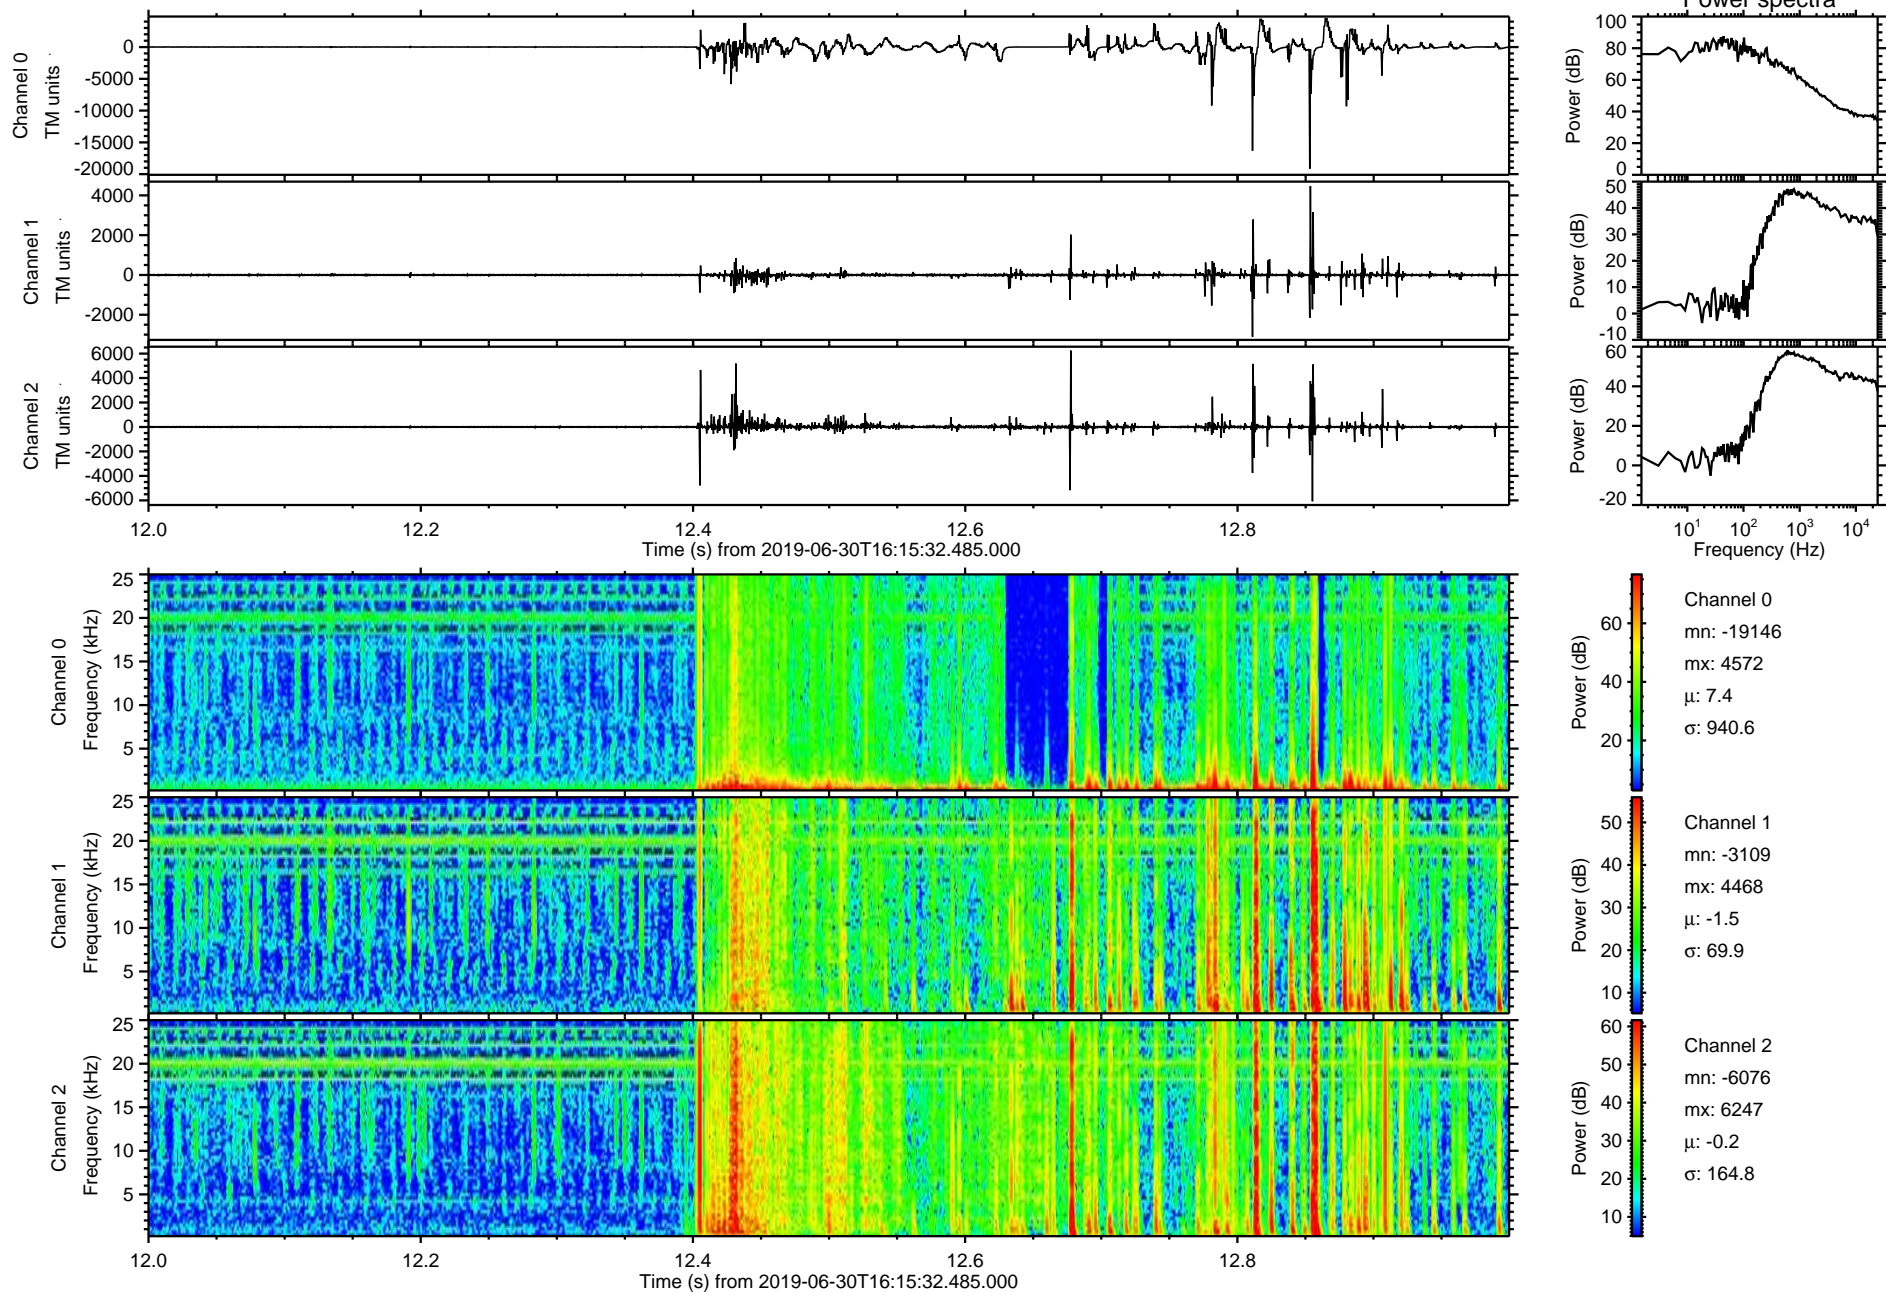 Power spectra
Channel 0
TM units
0
-5000
-10000
-15000
-20000
Power (dB)
100
80
60
40
20
0
Channel 1
TM units
4000
2000
0
-2000
Power (dB)
50
40
30
20
10
0
-10
Channel 2
TM units
6000
4000
2000
0
-2000
-4000
-6000
Power (dB)
60
40
20
0
-20
12.0 12.2 12.4 12.6 12.8
Time (s) from 2019-06-30T16:15:32.485.000
10^1 10^2 10^3 10^4
Frequency (Hz)
Channel 0
Frequency (kHz)
25
20
15
10
5
Power (dB)
60
40
20
Channel 0
mn: -19146
mx: 4572
μ: 7.4
σ: 940.6
Channel 1
Frequency (kHz)
25
20
15
10
5
Power (dB)
50
40
30
20
10
Channel 1
mn: -3109
mx: 4468
μ: -1.5
σ: 69.9
Channel 2
Frequency (kHz)
25
20
15
10
5
Power (dB)
60
50
40
30
20
10
Channel 2
mn: -6076
mx: 6247
μ: -0.2
σ: 164.8
12.0 12.2 12.4 12.6 12.8
Time (s) from 2019-06-30T16:15:32.485.000